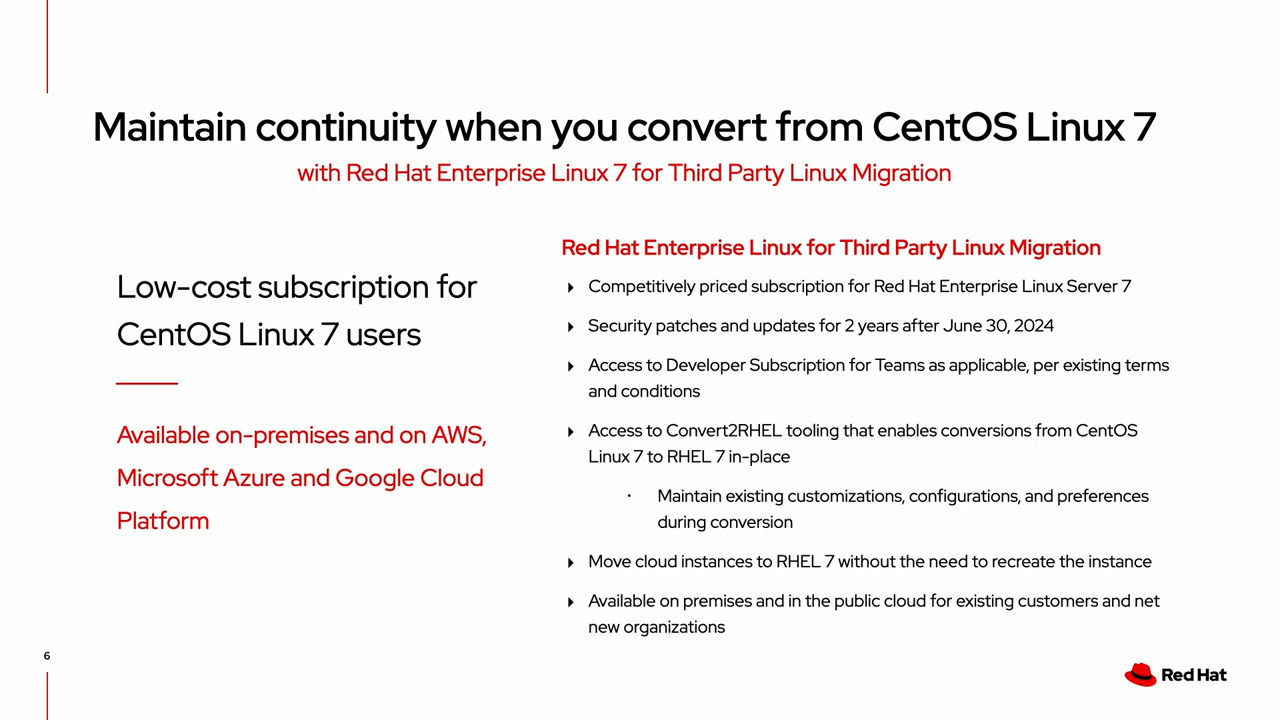 Maintain continuity when you convert from CentOS Linux 7
with Red Hat Enterprise Linux 7 for Third Party Linux Migration
Low-cost subscription for
CentOS Linux 7 users
Available on-premises and on AWS,
Microsoft Azure and Google Cloud
Platform
Red Hat Enterprise Linux for Third Party Linux Migration
Competitively priced subscription for Red Hat Enterprise Linux Server 7
Security patches and updates for 2 years after June 30, 2024
Access to Developer Subscription for Teams as applicable, per existing terms
and conditions
Access to Convert2RHEL tooling that enables conversions from CentOS
Linux 7 to RHEL 7 in-place
Maintain existing customizations, configurations, and preferences
during conversion
Move cloud instances to RHEL 7 without the need to recreate the instance
Available on premises and in the public cloud for existing customers and net
new organizations
6
Red Hat